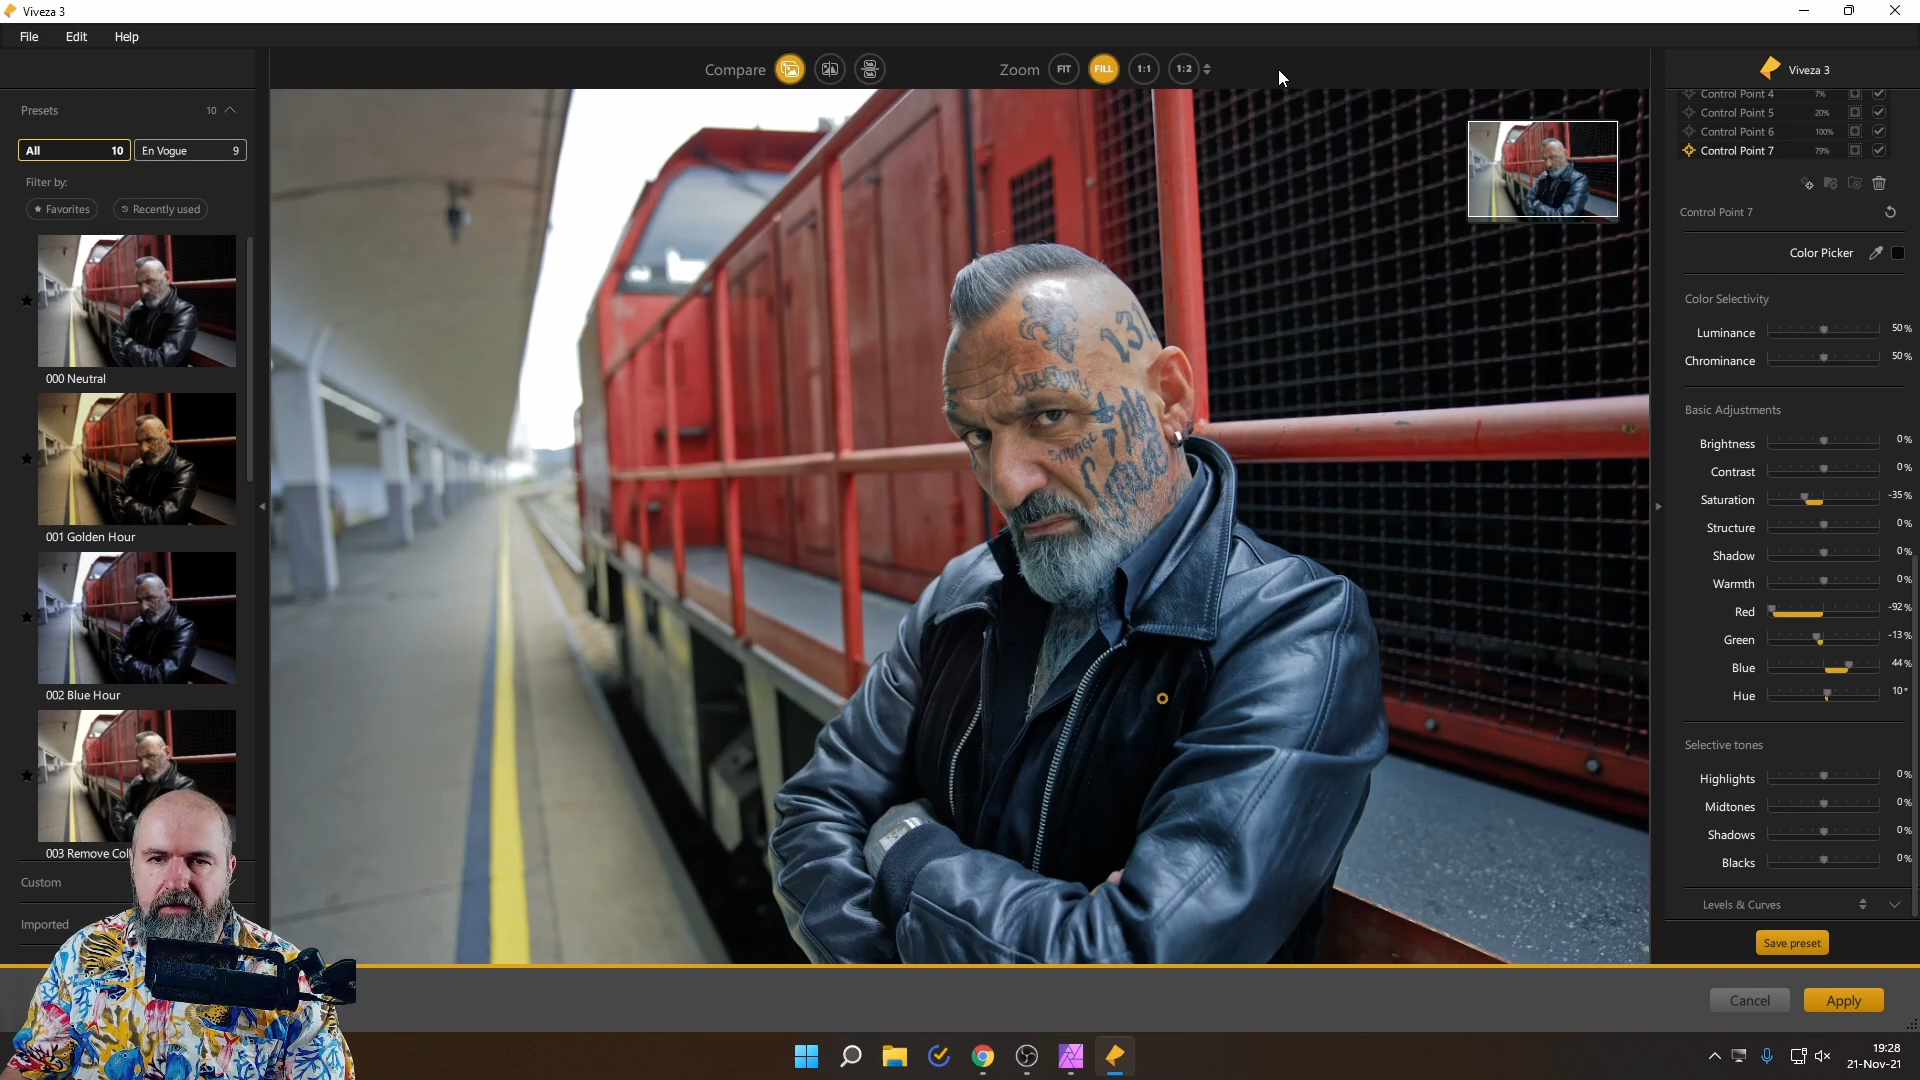 Viveza 3
File Edit Help
Compare
Zoom FIT FILL 1:1 1:2
Viveza 3
Presets 10
All 10 En Vogue 9
Filter by:
Favorites Recently used
000 Neutral
001 Golden Hour
002 Blue Hour
003 Remove Col
Custom
Imported
Control Point 4 7%
Control Point 5 20%
Control Point 6 100%
Control Point 7 79%
Control Point 7
Color Picker
Color Selectivity
Luminance 50%
Chrominance 50%
Basic Adjustments
Brightness 0%
Contrast 0%
Saturation -35%
Structure 0%
Shadow 0%
Warmth 0%
Red -92%
Green -13%
Blue 44%
Hue 10°
Selective tones
Highlights 0%
Midtones 0%
Shadows 0%
Blacks 0%
Levels & Curves
Save preset
Cancel Apply
19:28
21-Nov-21